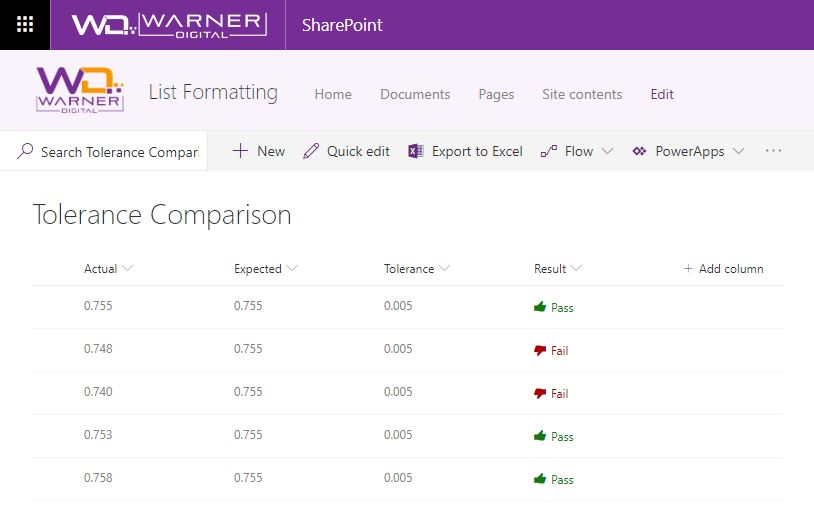 WD. WARNER DIGITAL SharePoint
WD WARNER DIGITAL List Formatting Home Documents Pages Site contents Edit
Search Tolerance Compari New Quick edit Export to Excel Flow PowerApps ...
Tolerance Comparison
Actual Expected Tolerance Result + Add column
0.755 0.755 0.005 Pass
0.748 0.755 0.005 Fail
0.740 0.755 0.005 Fail
0.753 0.755 0.005 Pass
0.758 0.755 0.005 Pass